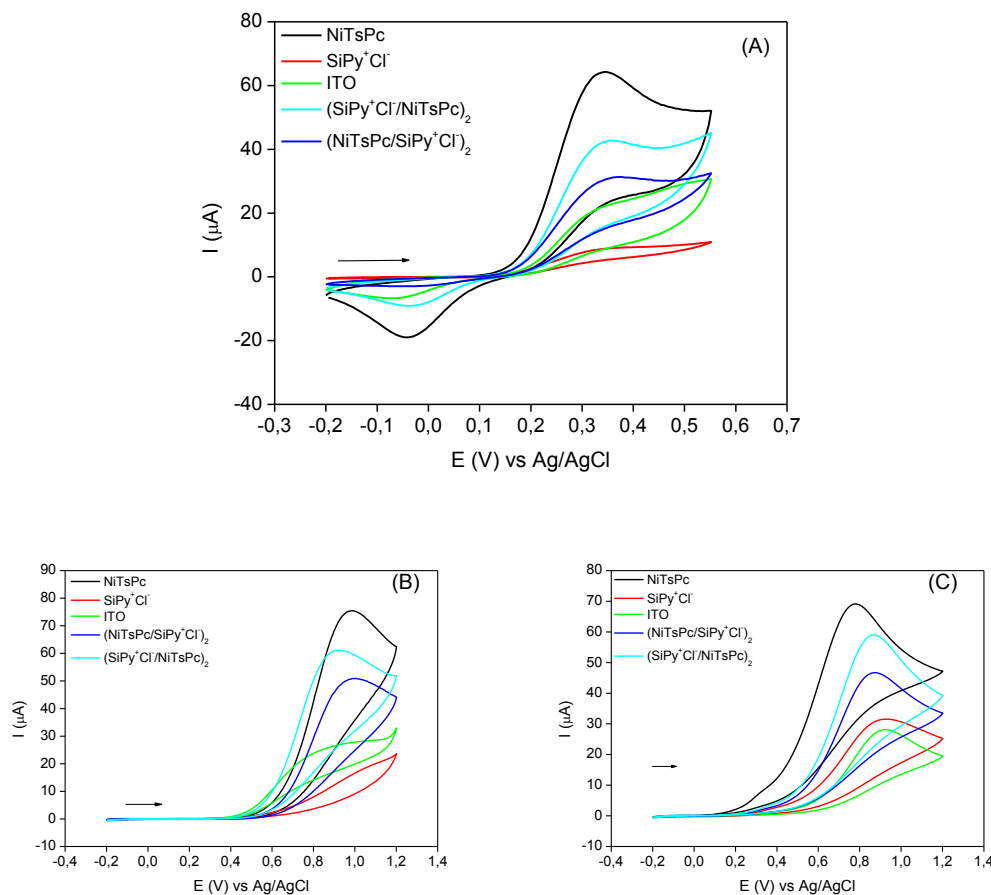 (A)
NiTsPc
SiPy⁺Cl⁻
ITO
(SiPy⁺Cl⁻/NiTsPc)₂
(NiTsPc/SiPy⁺Cl⁻)₂
80
60
40
20
0
-20
-40
I (μA)
-0,3 -0,2 -0,1 0,0 0,1 0,2 0,3 0,4 0,5 0,6 0,7
E (V) vs Ag/AgCl
(B)
NiTsPc
SiPy⁺Cl⁻
ITO
(NiTsPc/SiPy⁺Cl⁻)₂
(SiPy⁺Cl⁻/NiTsPc)₂
90
80
70
60
50
40
30
20
10
0
-10
I (μA)
-0,4 -0,2 0,0 0,2 0,4 0,6 0,8 1,0 1,2 1,4
E (V) vs Ag/AgCl
(C)
NiTsPc
SiPy⁺Cl⁻
ITO
(NiTsPc/SiPy⁺Cl⁻)₂
(SiPy⁺Cl⁻/NiTsPc)₂
80
70
60
50
40
30
20
10
0
-10
I (μA)
-0,4 -0,2 0,0 0,2 0,4 0,6 0,8 1,0 1,2 1,4
E (V) vs Ag/AgCl